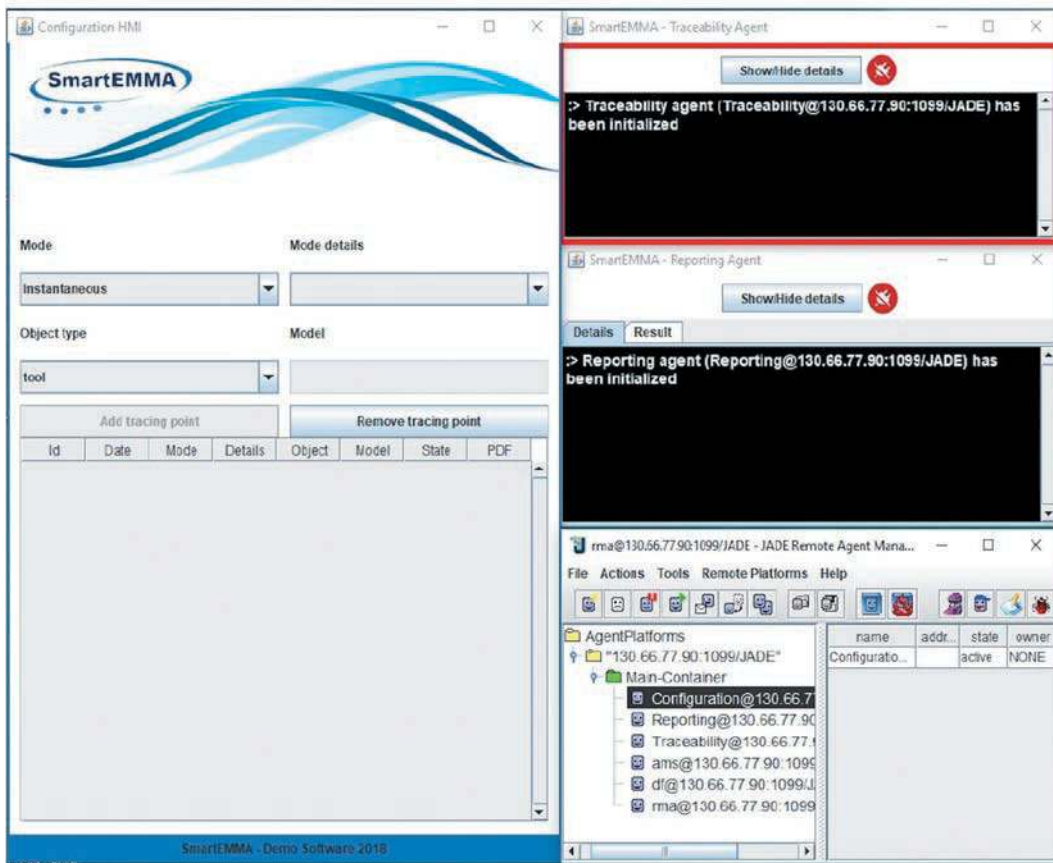 Configuration HMI
SmartEMMA
Mode
Mode details
Instantaneous
Object type
Model
tool
Add tracing point
Remove tracing point
Id Date Mode Details Object Model State PDF
SmartEMMA - Demo Software 2018
SmartEMMA - Traceability Agent
Show/Hide details
:> Traceability agent (Traceability@130.66.77.90:1099/JADE) has
been initialized
SmartEMMA - Reporting Agent
Show/Hide details
Details Result
:> Reporting agent (Reporting@130.66.77.90:1099/JADE) has
been initialized
rma@130.66.77.90:1099/JADE - JADE Remote Agent Mana...
File Actions Tools Remote Platforms Help
AgentPlatforms
"130.66.77.90:1099/JADE"
Main-Container
Configuration@130.66.7
Reporting@130.66.77.90
Traceability@130.66.77.
ams@130.66.77.90:1099
df@130.66.77.90:1099/J
rma@130.66.77.90:1099
name addr... state owner
Configuratio... active NONE